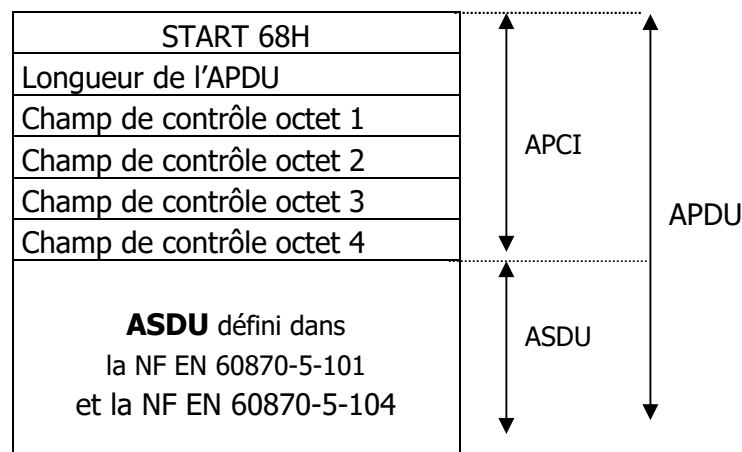 START 68H
Longueur de l’APDU
Champ de contrôle octet 1
Champ de contrôle octet 2
Champ de contrôle octet 3
Champ de contrôle octet 4
ASDU défini dans
la NF EN 60870-5-101
et la NF EN 60870-5-104
APCI
ASDU
APDU